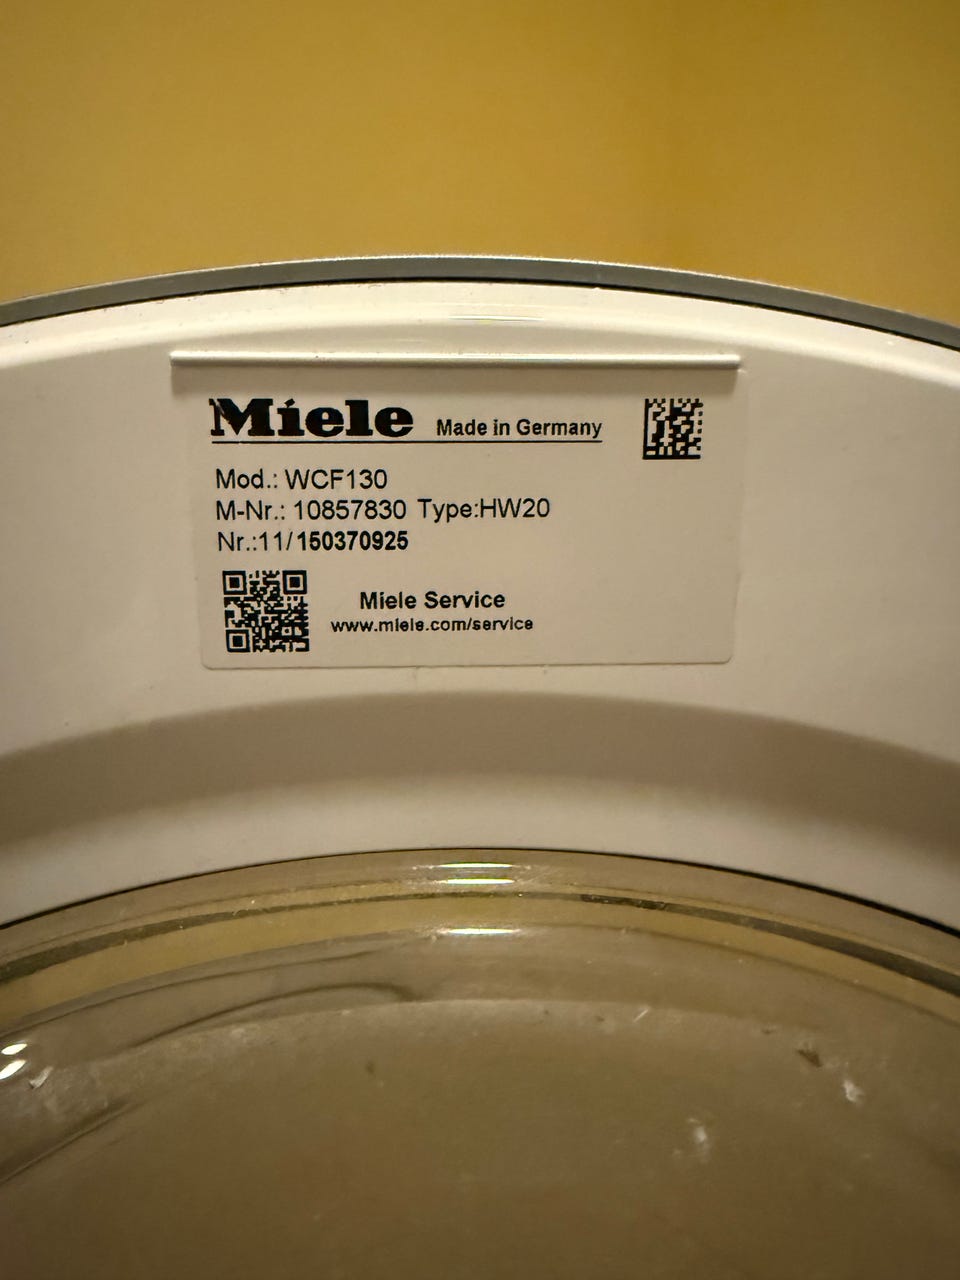 Miele Made in Germany
Mod.: WCF130
M-Nr.: 10857830 Type:HW20
Nr.:11/150370925
Miele Service
www.miele.com/service